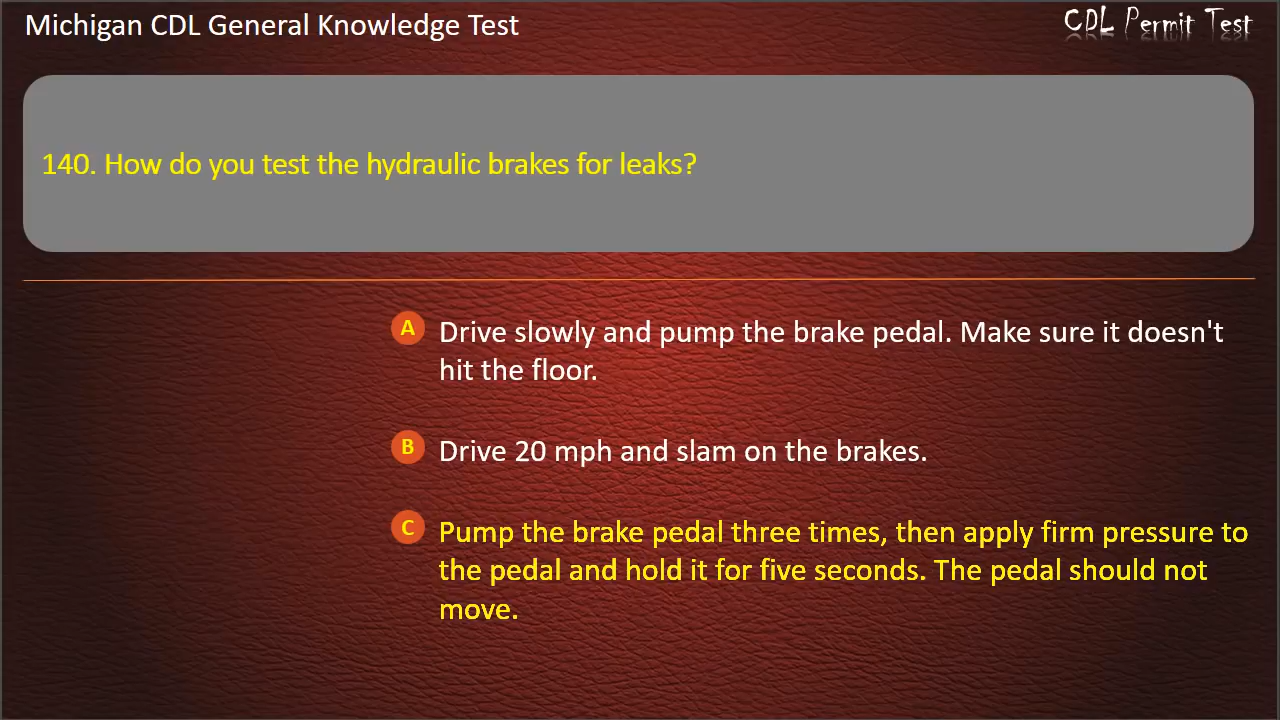 Michigan CDL General Knowledge Test
CDL Permit Test
140. How do you test the hydraulic brakes for leaks?
A Drive slowly and pump the brake pedal. Make sure it doesn't
hit the floor.
B Drive 20 mph and slam on the brakes.
C Pump the brake pedal three times, then apply firm pressure to
the pedal and hold it for five seconds. The pedal should not
move.